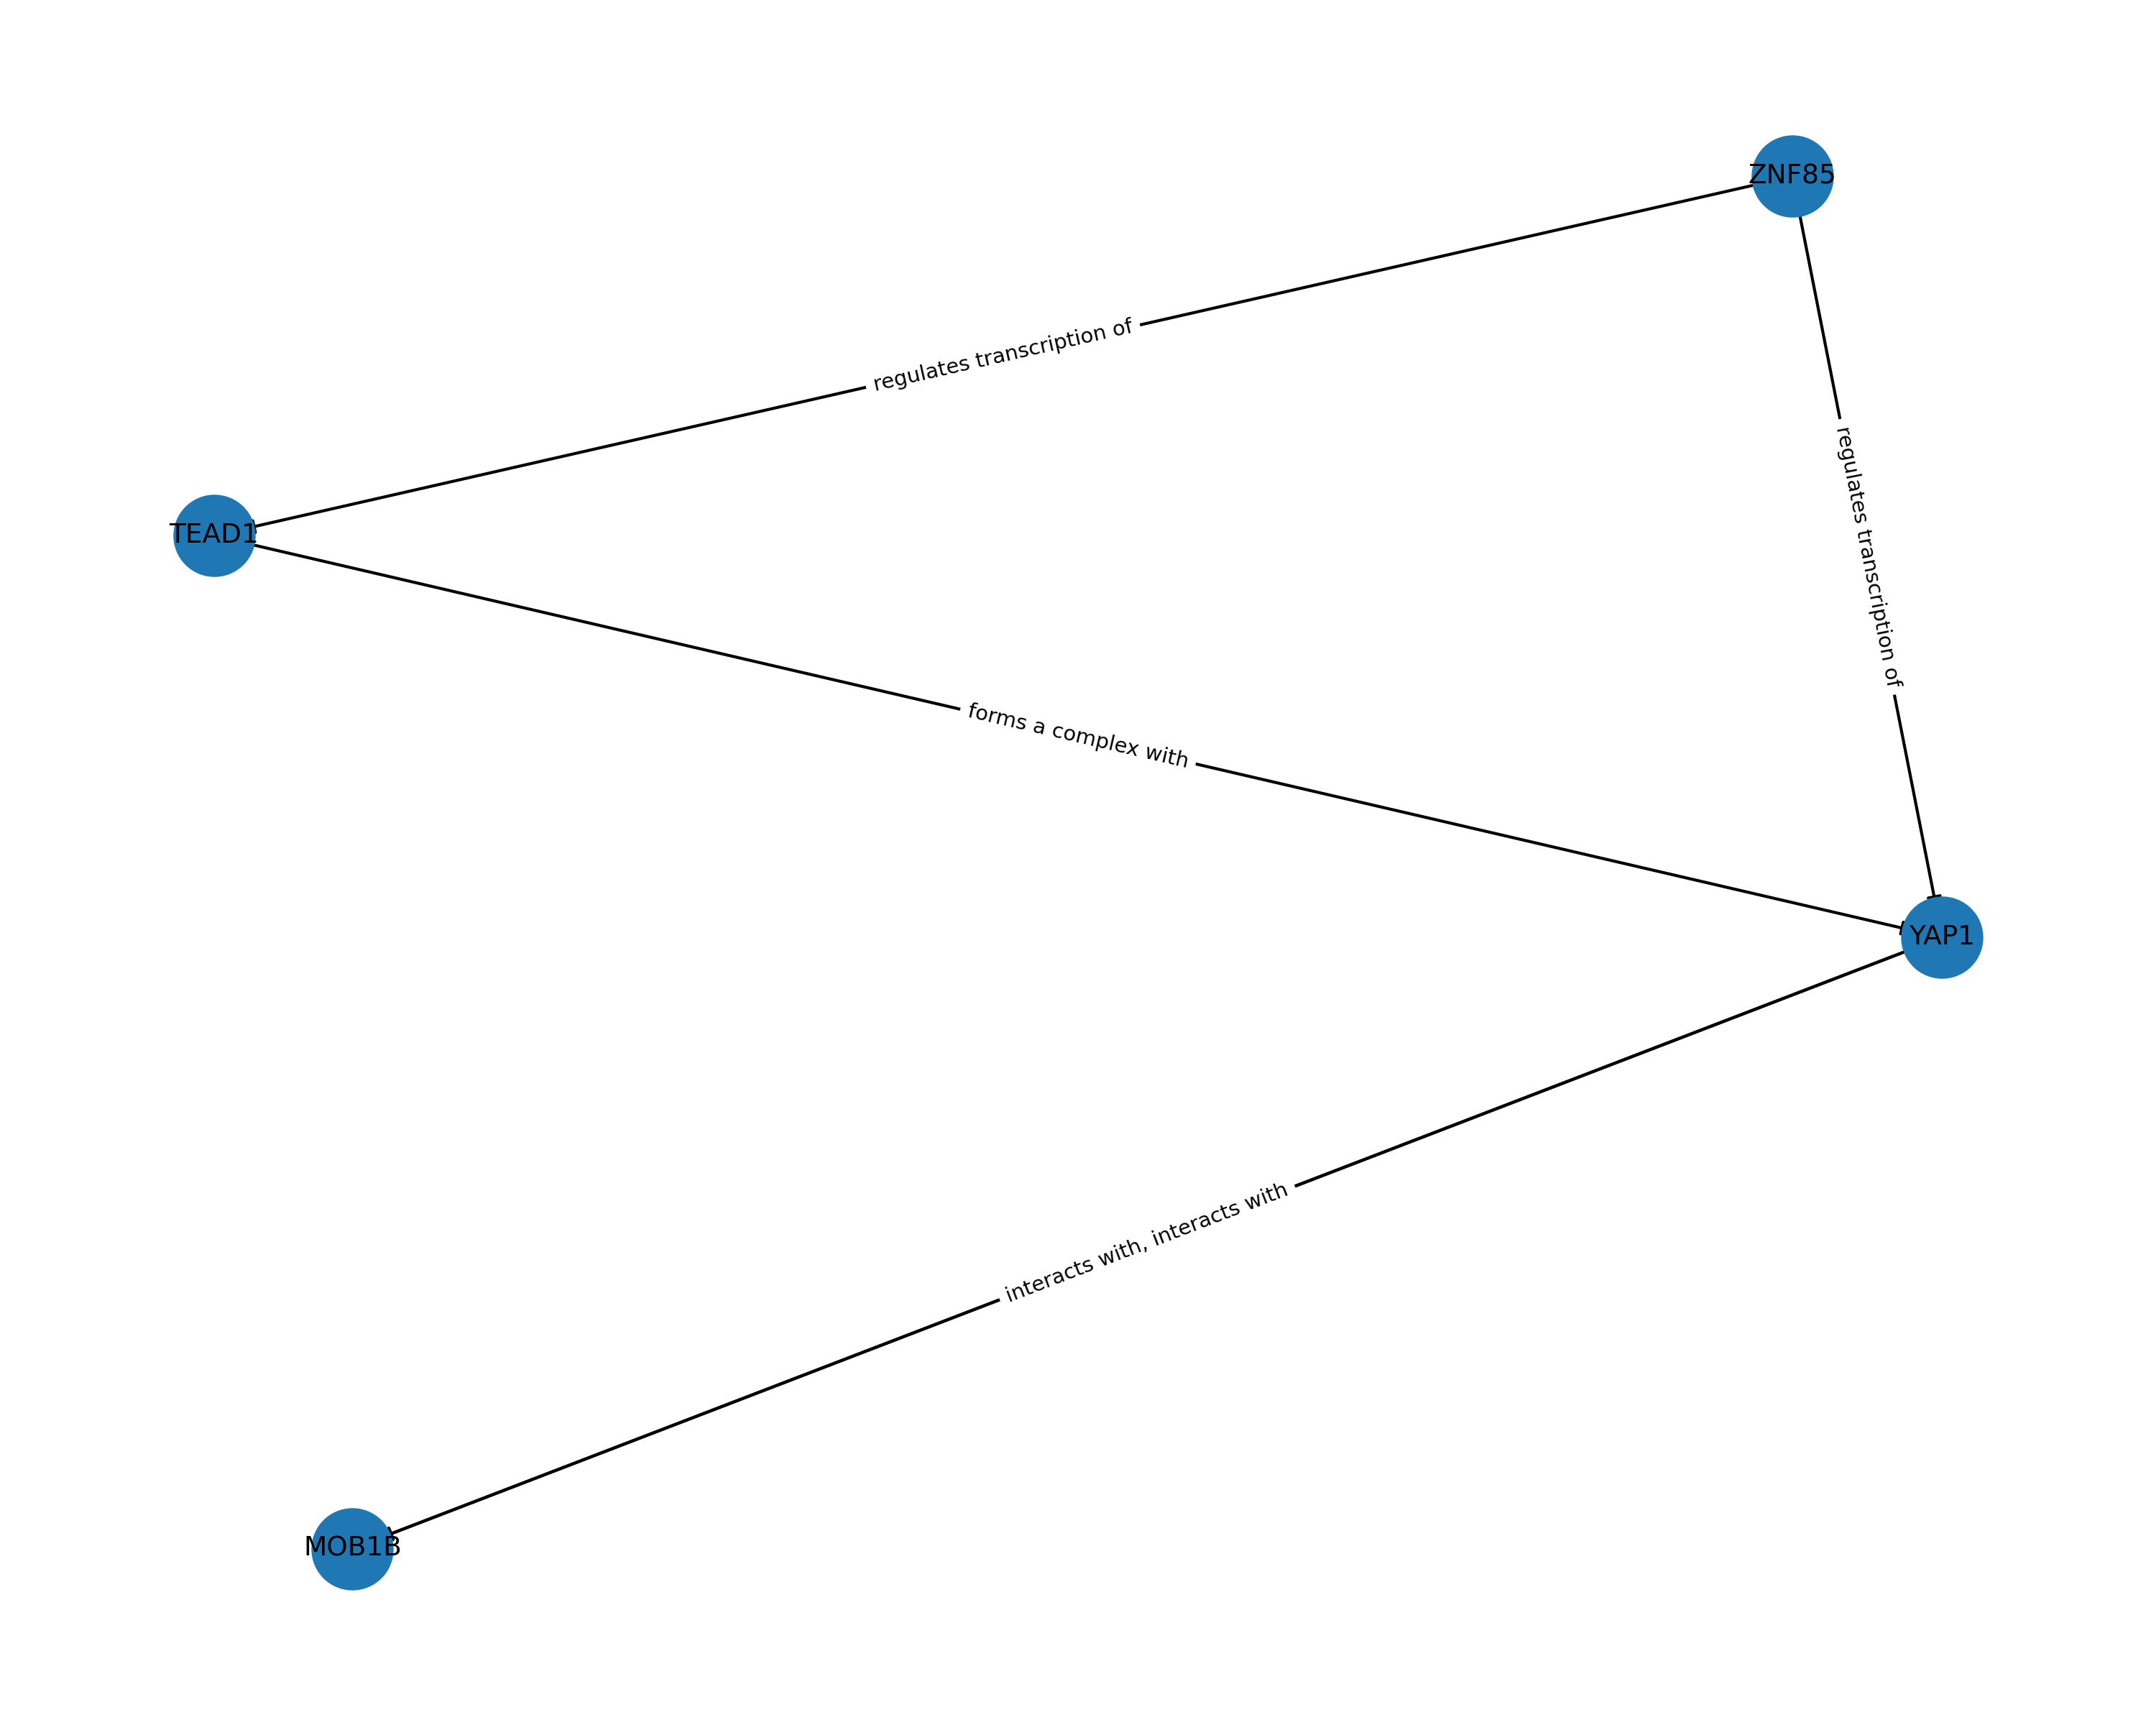 ZNF85
regulates transcription of
regulates transcription of
TEAD1
forms a complex with
YAP1
interacts with, interacts with
MOB1B